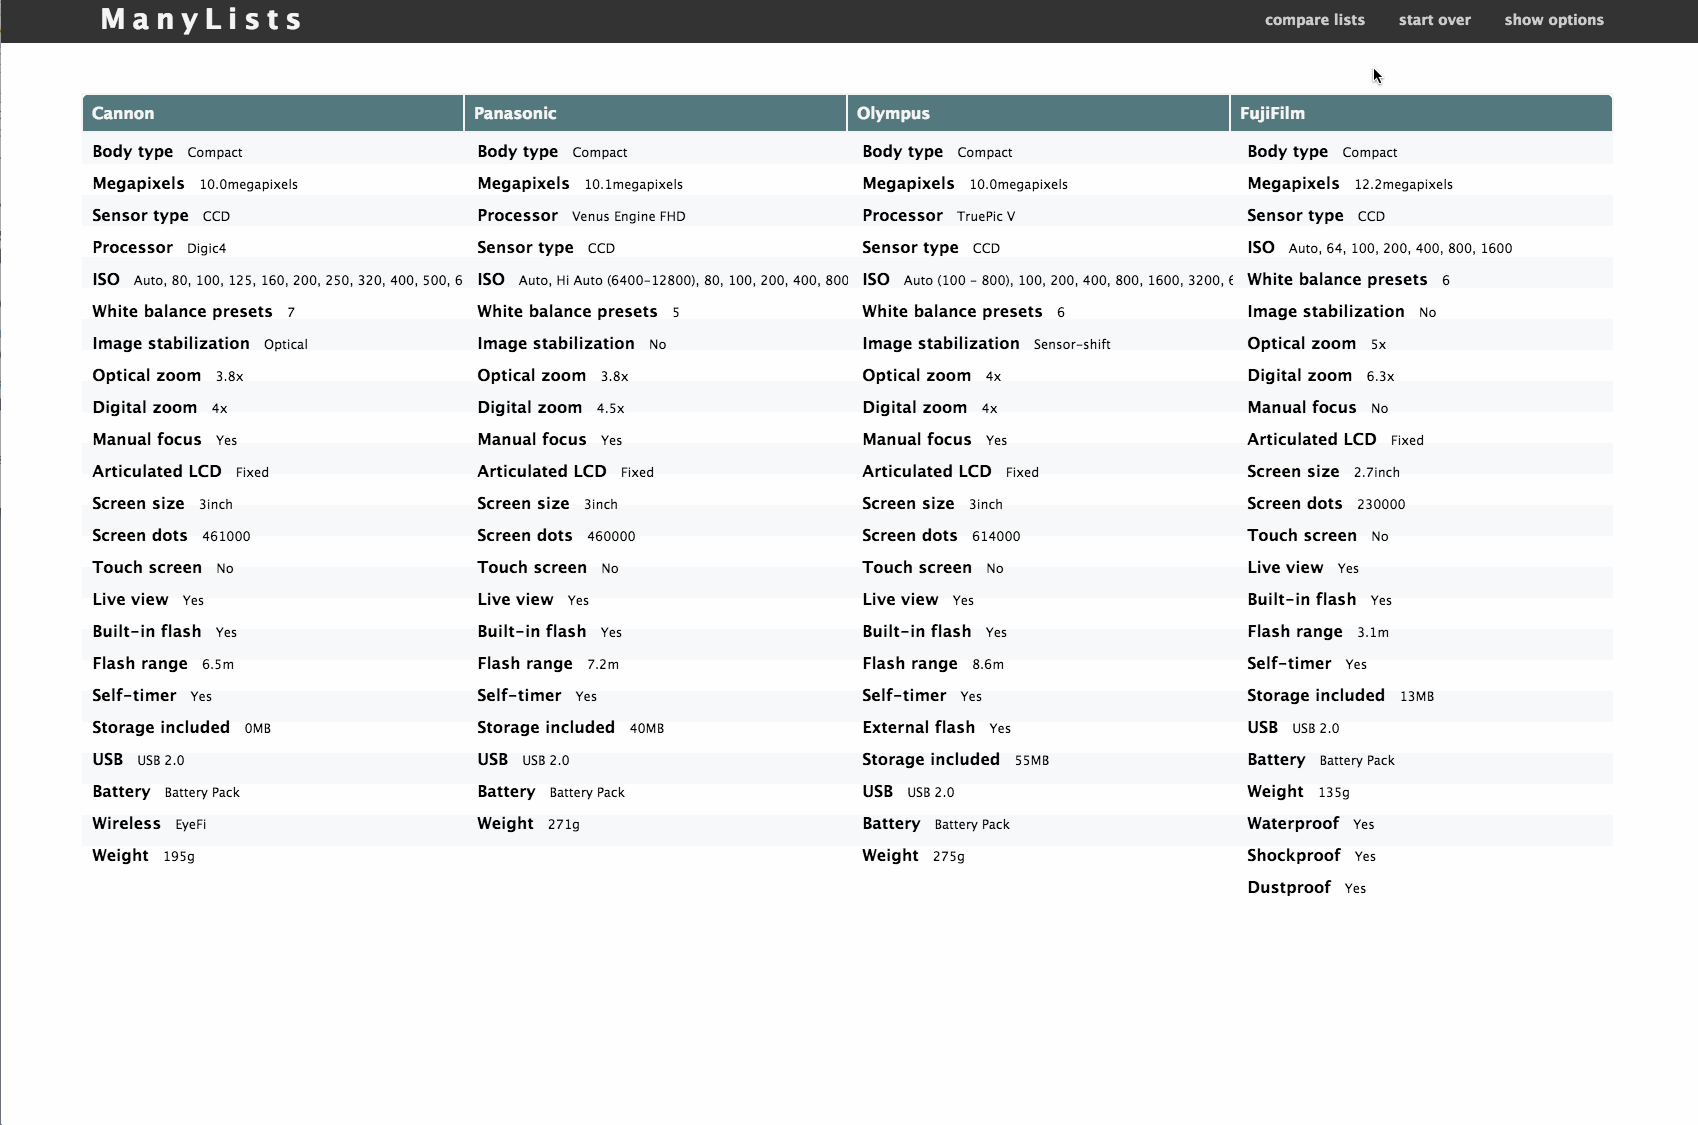 ManyLists
compare lists start over show options
Cannon Panasonic Olympus FujiFilm
Body type Compact Body type Compact Body type Compact Body type Compact
Megapixels 10.0megapixels Megapixels 10.1megapixels Megapixels 10.0megapixels Megapixels 12.2megapixels
Sensor type CCD Processor Venus Engine FHD Processor TruePic V Sensor type CCD
Processor Digic4 Sensor type CCD Sensor type CCD ISO Auto, 64, 100, 200, 400, 800, 1600
ISO Auto, 80, 100, 125, 160, 200, 250, 320, 400, 500, 6 ISO Auto, Hi Auto (6400-12800), 80, 100, 200, 400, 800 ISO Auto (100 - 800), 100, 200, 400, 800, 1600, 3200, 6 White balance presets 6
White balance presets 7 White balance presets 5 White balance presets 6 Image stabilization No
Image stabilization Optical Image stabilization No Image stabilization Sensor-shift Optical zoom 5x
Optical zoom 3.8x Optical zoom 3.8x Optical zoom 4x Digital zoom 6.3x
Digital zoom 4x Digital zoom 4.5x Digital zoom 4x Manual focus No
Manual focus Yes Manual focus Yes Manual focus Yes Articulated LCD Fixed
Articulated LCD Fixed Articulated LCD Fixed Articulated LCD Fixed Screen size 2.7inch
Screen size 3inch Screen size 3inch Screen size 3inch Screen dots 230000
Screen dots 461000 Screen dots 460000 Screen dots 614000 Touch screen No
Touch screen No Touch screen No Touch screen No Live view Yes
Live view Yes Live view Yes Live view Yes Built-in flash Yes
Built-in flash Yes Built-in flash Yes Built-in flash Yes Flash range 3.1m
Flash range 6.5m Flash range 7.2m Flash range 8.6m Self-timer Yes
Self-timer Yes Self-timer Yes Self-timer Yes Storage included 13MB
Storage included 0MB Storage included 40MB External flash Yes USB USB 2.0
USB USB 2.0 USB USB 2.0 Storage included 55MB Battery Battery Pack
Battery Battery Pack Battery Battery Pack USB USB 2.0 Weight 135g
Wireless EyeFi Weight 271g Battery Battery Pack Waterproof Yes
Weight 195g Weight 275g Shockproof Yes
Dustproof Yes